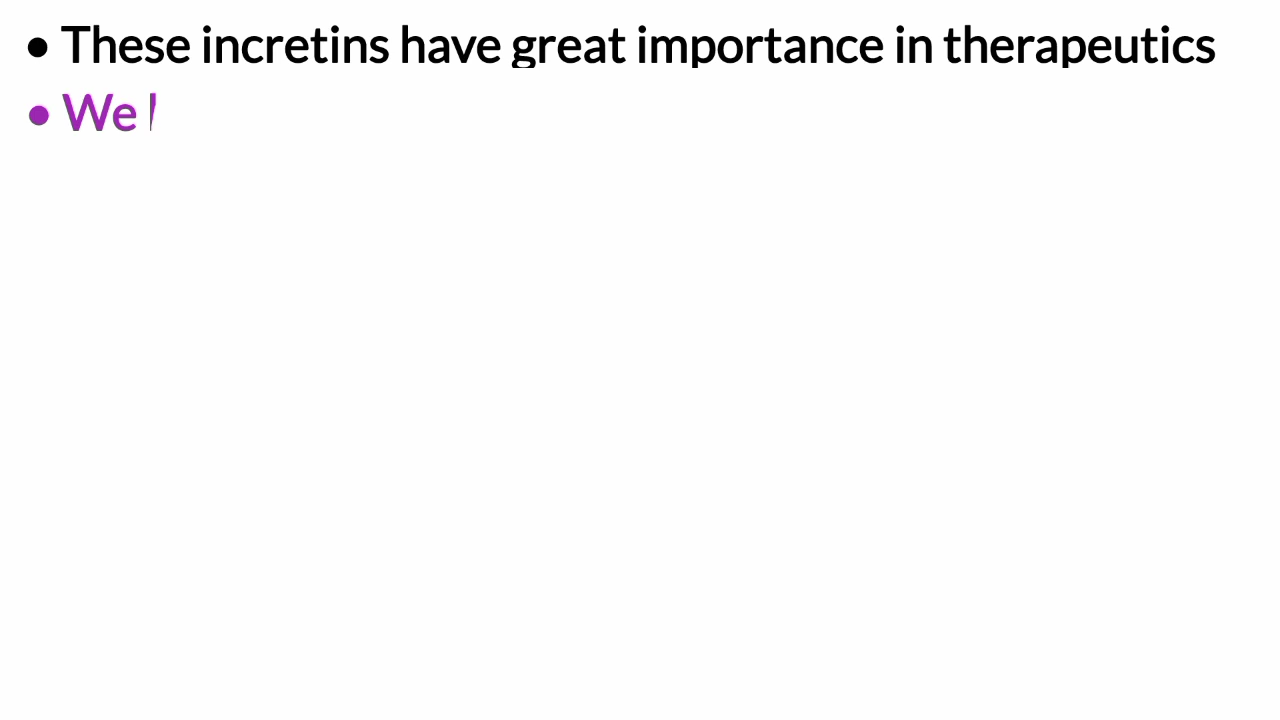 • These incretins have great importance in therapeutics
• We